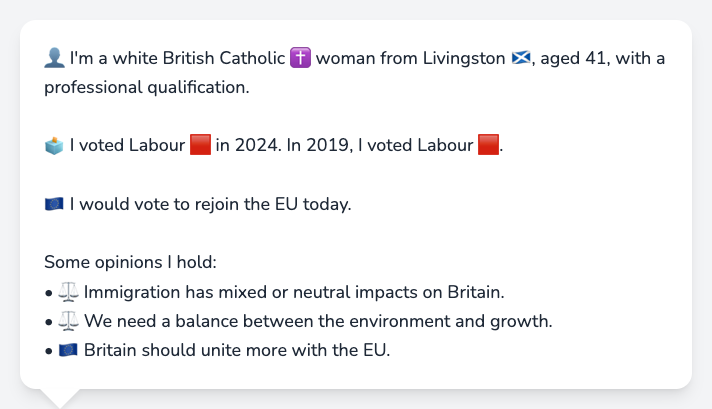 👤 I'm a white British Catholic ✝️ woman from Livingston 🏴󠁧󠁢󠁳󠁣󠁴󠁿, aged 41, with a
professional qualification.
🗳️ I voted Labour 🟥 in 2024. In 2019, I voted Labour 🟥.
🇪🇺 I would vote to rejoin the EU today.
Some opinions I hold:
• ⚖️ Immigration has mixed or neutral impacts on Britain.
• ⚖️ We need a balance between the environment and growth.
• 🇪🇺 Britain should unite more with the EU.